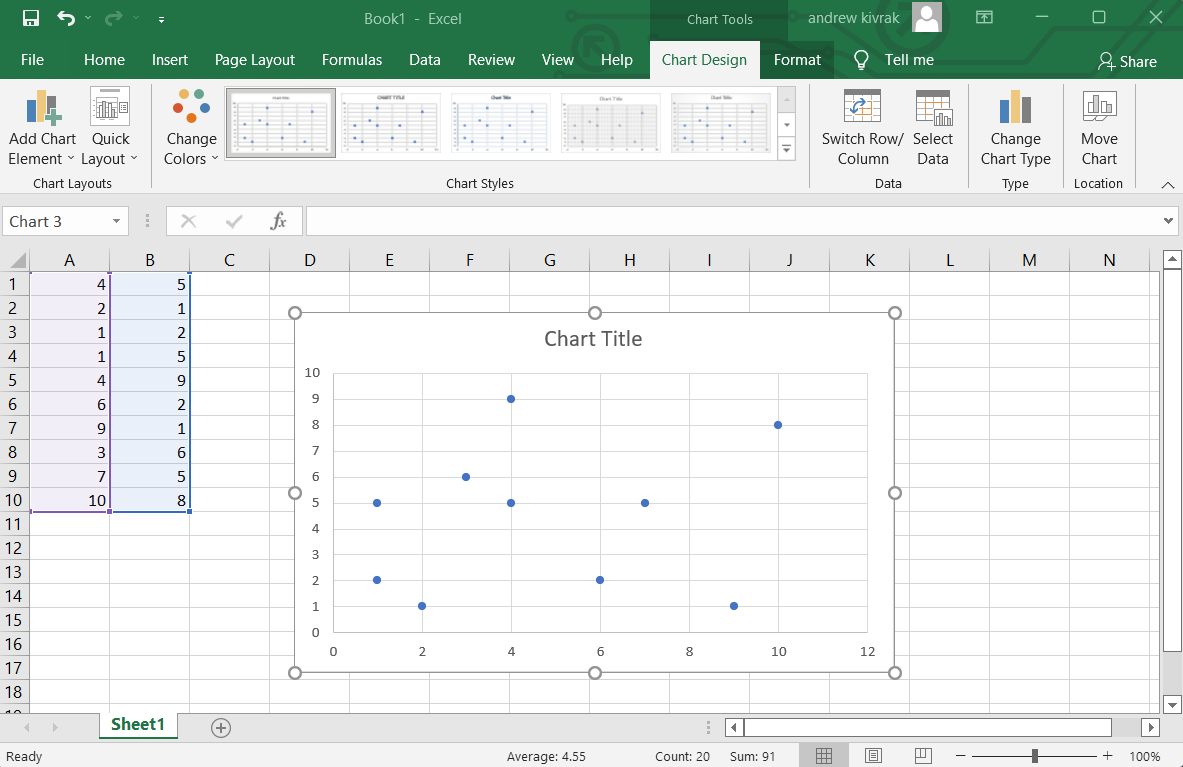 Book1 - Excel
Chart Tools
andrew kivrak
File Home Insert Page Layout Formulas Data Review View Help Chart Design Format Tell me Share
Add Chart Element
Quick Layout
Chart Layouts
Change Colors
Chart Styles
Switch Row/ Column
Select Data
Data
Change Chart Type
Type
Move Chart
Location
Chart 3
fx
A B C D E F G H I J K L M N
1 4 5
2 2 1
3 1 2
4 1 5
5 4 9
6 6 2
7 9 1
8 3 6
9 7 5
10 10 8
11
12
13
14
15
16
17
18
Chart Title
10
9
8
7
6
5
4
3
2
1
0
0 2 4 6 8 10 12
Sheet1
Ready
Average: 4.55 Count: 20 Sum: 91
100%